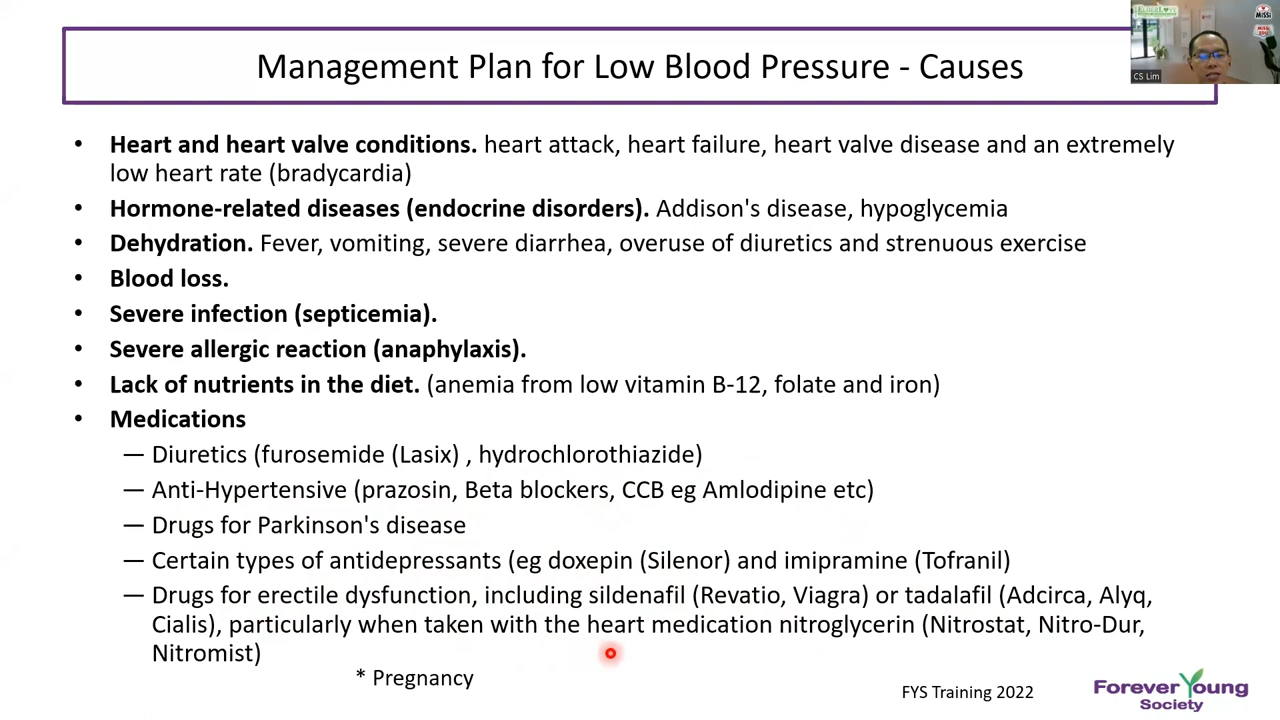 Management Plan for Low Blood Pressure - Causes
CS Lim
MISSI
• Heart and heart valve conditions. heart attack, heart failure, heart valve disease and an extremely
low heart rate (bradycardia)
• Hormone-related diseases (endocrine disorders). Addison's disease, hypoglycemia
• Dehydration. Fever, vomiting, severe diarrhea, overuse of diuretics and strenuous exercise
• Blood loss.
• Severe infection (septicemia).
• Severe allergic reaction (anaphylaxis).
• Lack of nutrients in the diet. (anemia from low vitamin B-12, folate and iron)
• Medications
— Diuretics (furosemide (Lasix) , hydrochlorothiazide)
— Anti-Hypertensive (prazosin, Beta blockers, CCB eg Amlodipine etc)
— Drugs for Parkinson's disease
— Certain types of antidepressants (eg doxepin (Silenor) and imipramine (Tofranil)
— Drugs for erectile dysfunction, including sildenafil (Revatio, Viagra) or tadalafil (Adcirca, Alyq,
Cialis), particularly when taken with the heart medication nitroglycerin (Nitrostat, Nitro-Dur,
Nitromist)
* Pregnancy
FYS Training 2022
Forever Young
Society